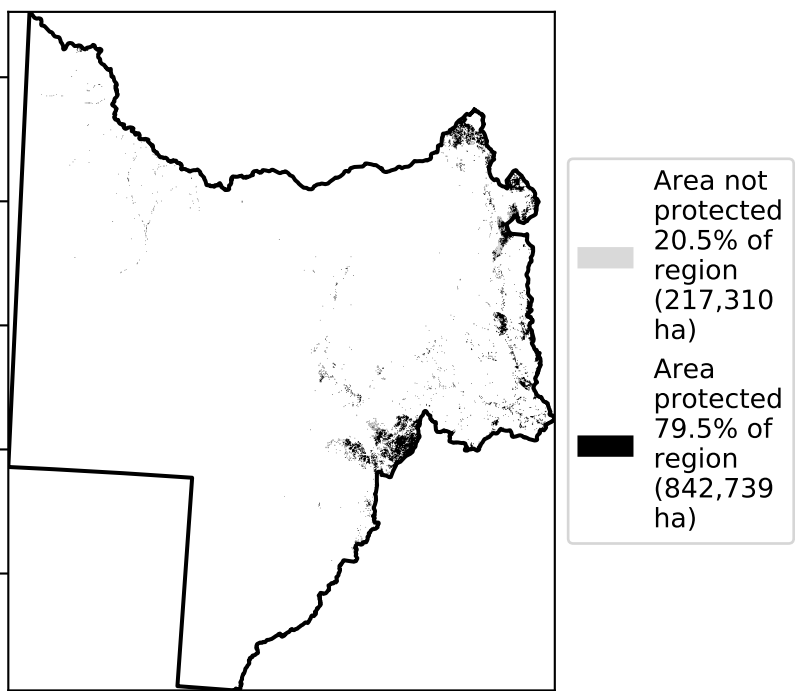 Area not
protected
20.5% of
region
(217,310
ha)
Area
protected
79.5% of
region
(842,739
ha)